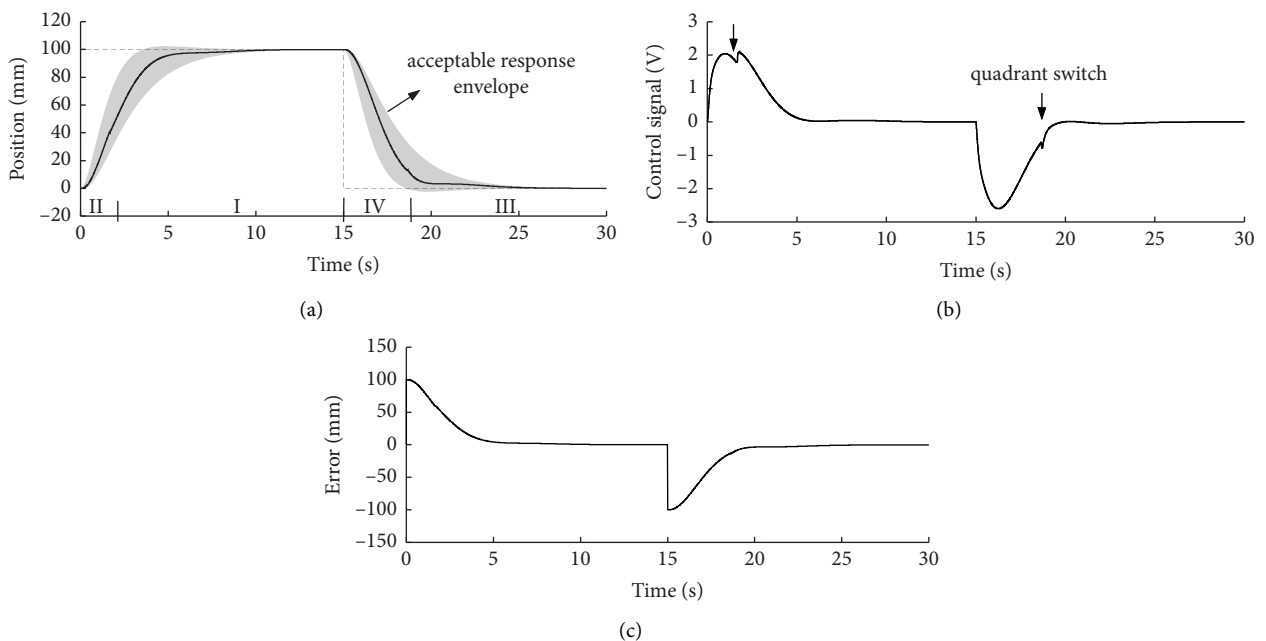 120
100
80
60
40
20
0
−20
Position (mm)
acceptable response
envelope
II
I
IV
III
0
5
10
15
20
25
30
Time (s)
(a)
3
2
1
0
−1
−2
−3
Control signal (V)
quadrant switch
0
5
10
15
20
25
30
Time (s)
(b)
150
100
50
0
−50
−100
−150
Error (mm)
0
5
10
15
20
25
30
Time (s)
(c)